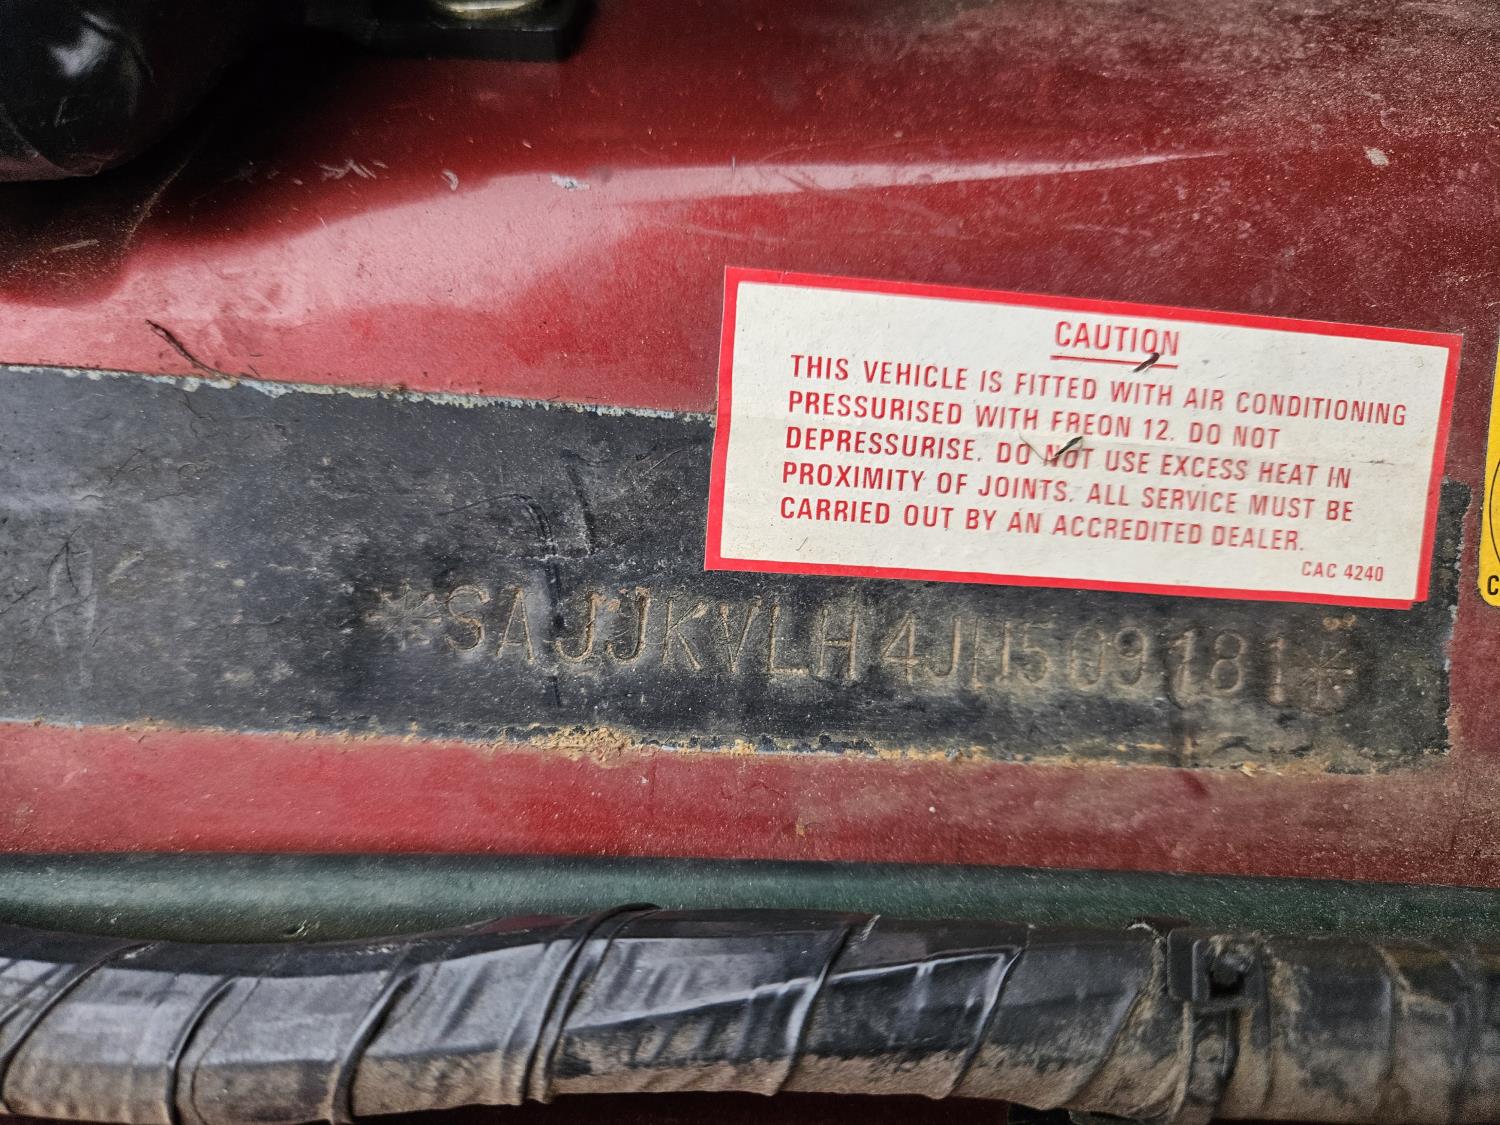 CAUTION
THIS VEHICLE IS FITTED WITH AIR CONDITIONING
PRESSURISED WITH FREON 12. DO NOT
DEPRESSURISE. DO NOT USE EXCESS HEAT IN
PROXIMITY OF JOINTS. ALL SERVICE MUST BE
CARRIED OUT BY AN ACCREDITED DEALER.
CAC 4240
*SAJJKVLH4JH509181*